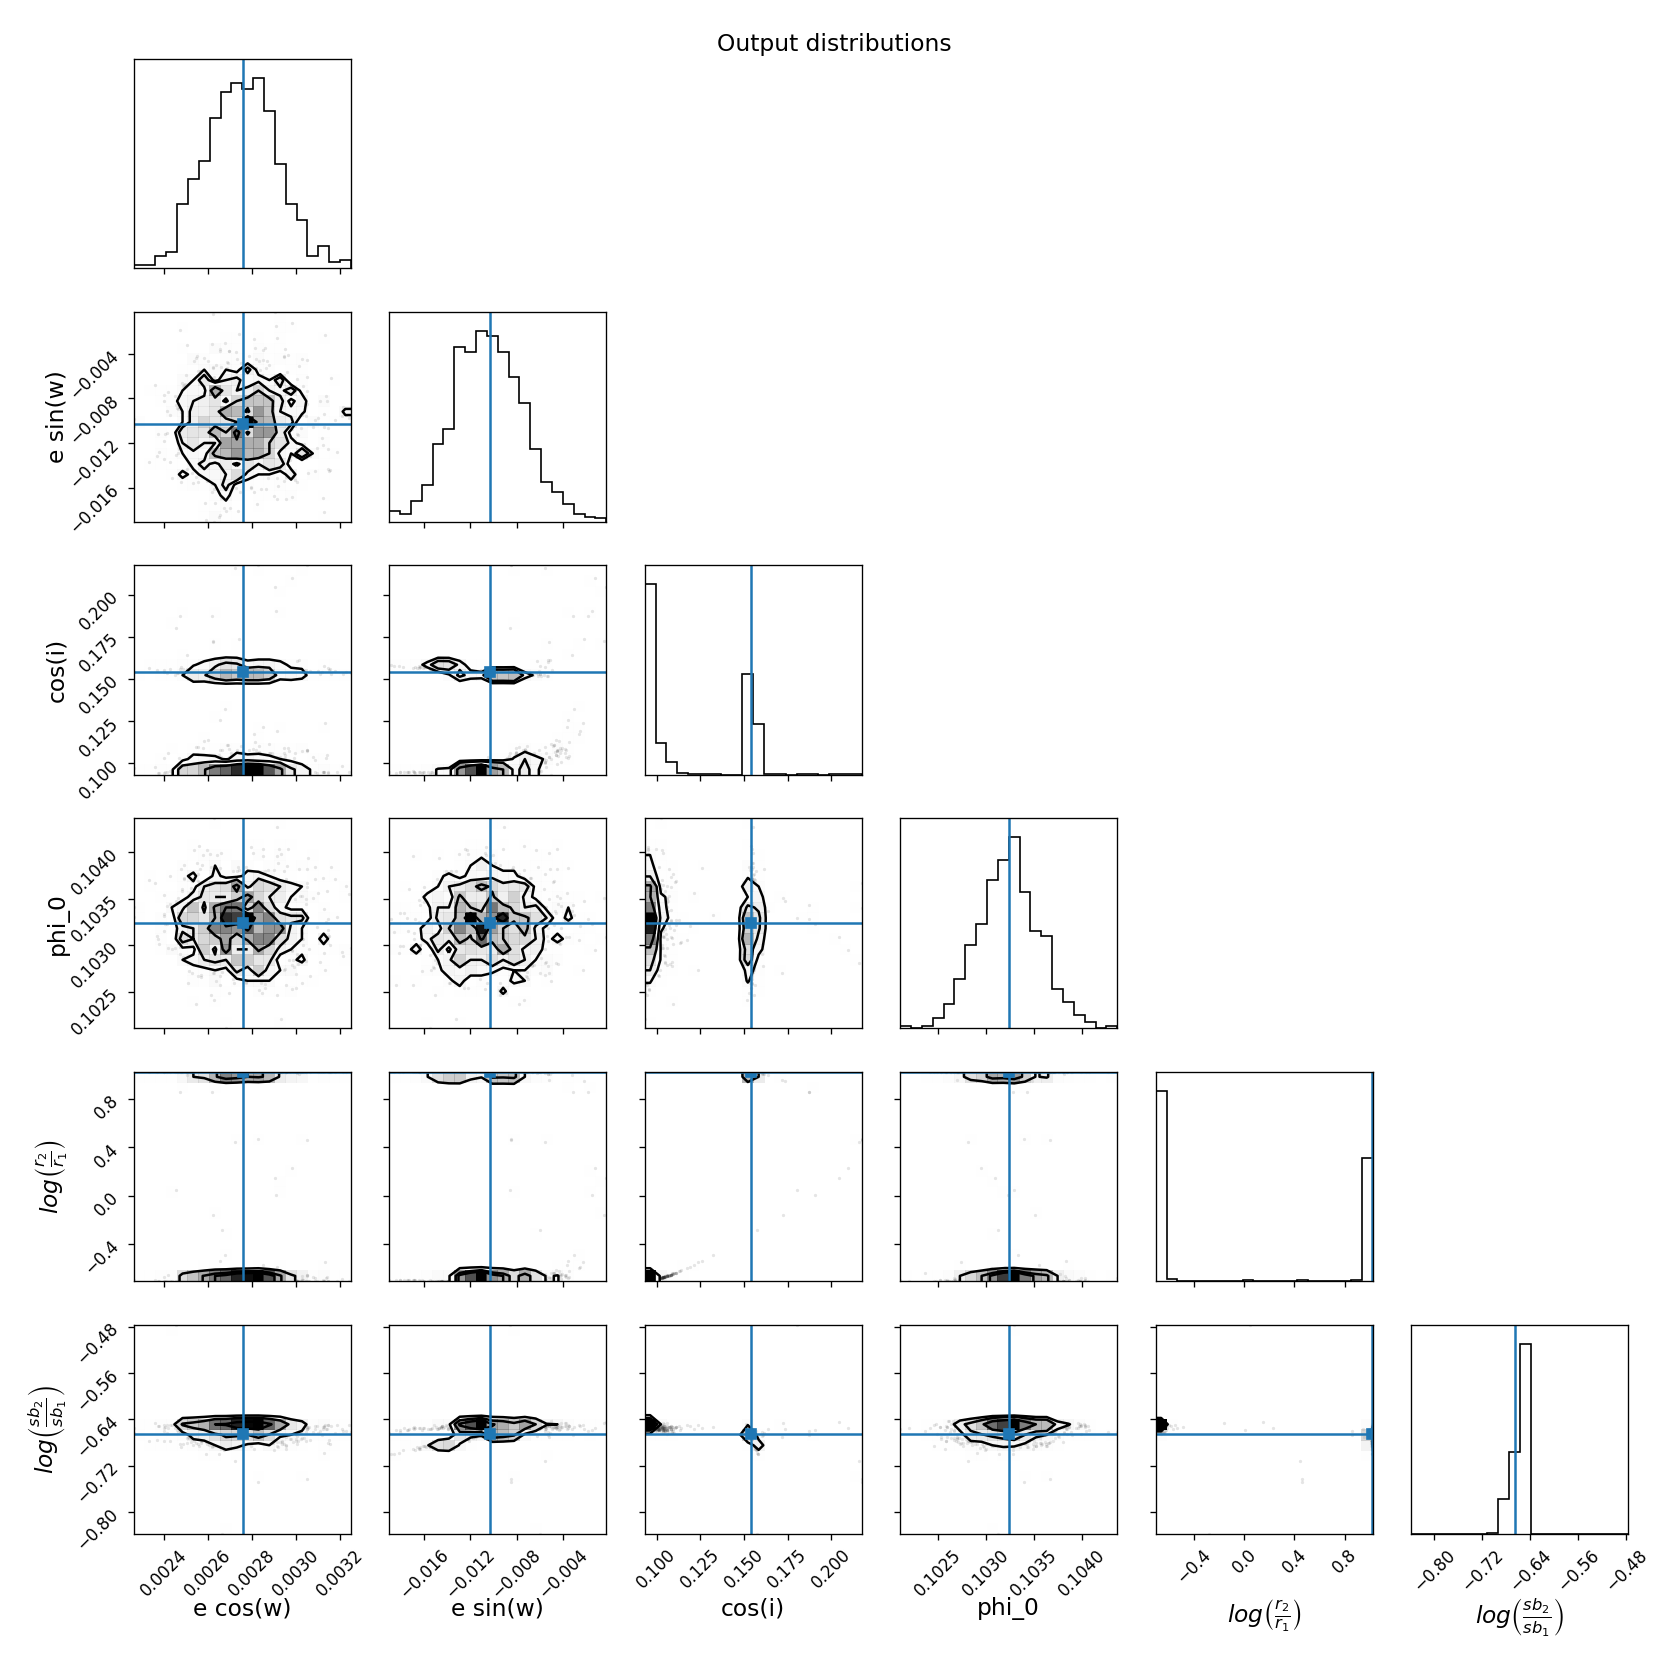 Output distributions
e sin(w)
−0.004
−0.008
−0.012
−0.016
cos(i)
0.200
0.175
0.150
0.125
0.100
phi_0
0.1040
0.1035
0.1030
0.1025
log(r₂/r₁)
0.8
0.4
0.0
−0.4
log(sb₂/sb₁)
−0.48
−0.56
−0.64
−0.72
−0.80
0.0024 0.0026 0.0028 0.0030 0.0032
−0.016 −0.012 −0.008 −0.004
0.100 0.125 0.150 0.175 0.200
0.1025 0.1030 0.1035 0.1040
−0.4 0.0 0.4 0.8
−0.80 −0.72 −0.64 −0.56 −0.48
e cos(w)
e sin(w)
cos(i)
phi_0
log(r₂/r₁)
log(sb₂/sb₁)